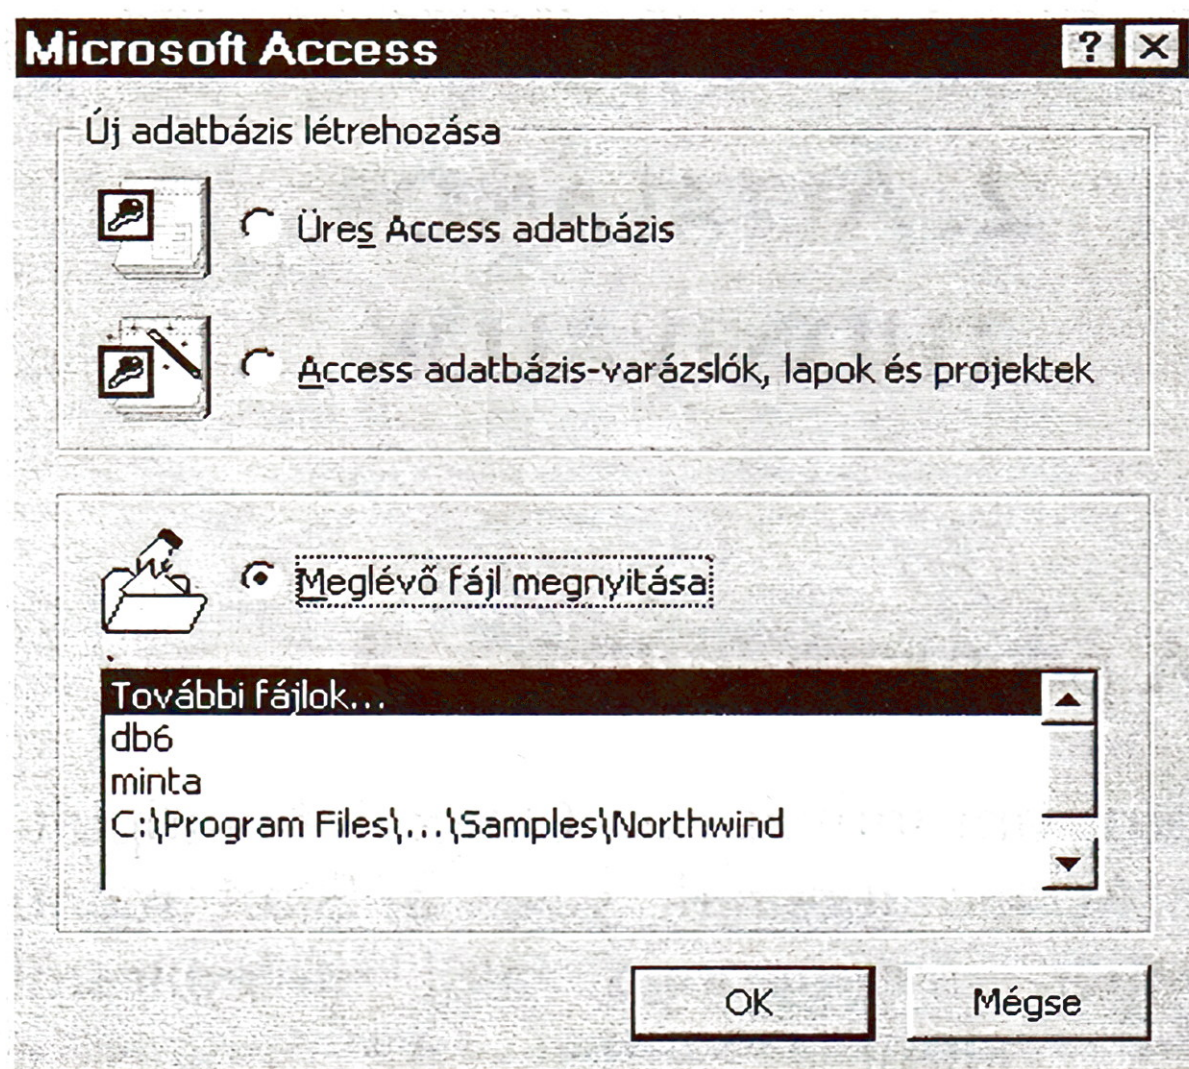 Microsoft Access
Új adatbázis létrehozása
Üres Access adatbázis
Access adatbázis-varázslók, lapok és projektek
Meglévő fájl megnyitása
További fájlok...
db6
minta
C:\Program Files\...\Samples\Northwind
OK
Mégse